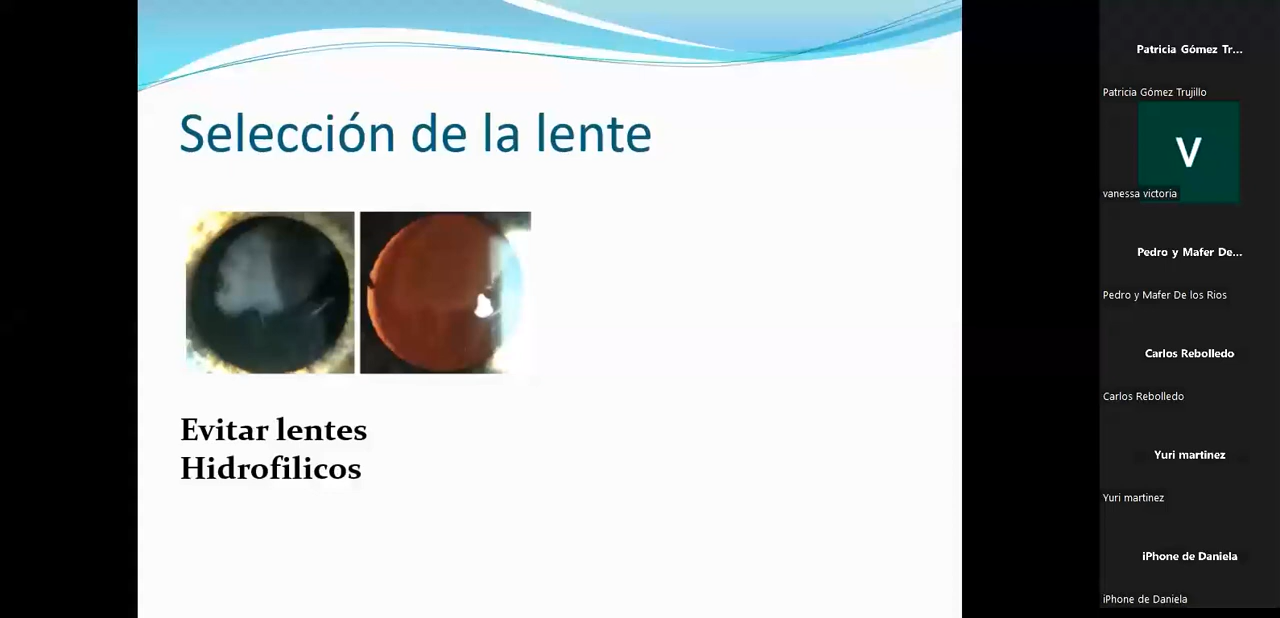 Selección de la lente
Evitar lentes
Hidrofilicos
Patricia Gómez Tr...
Patricia Gómez Trujillo
V
vanessa victoria
Pedro y Mafer De...
Pedro y Mafer De los Rios
Carlos Rebolledo
Carlos Rebolledo
Yuri martinez
Yuri martinez
iPhone de Daniela
iPhone de Daniela